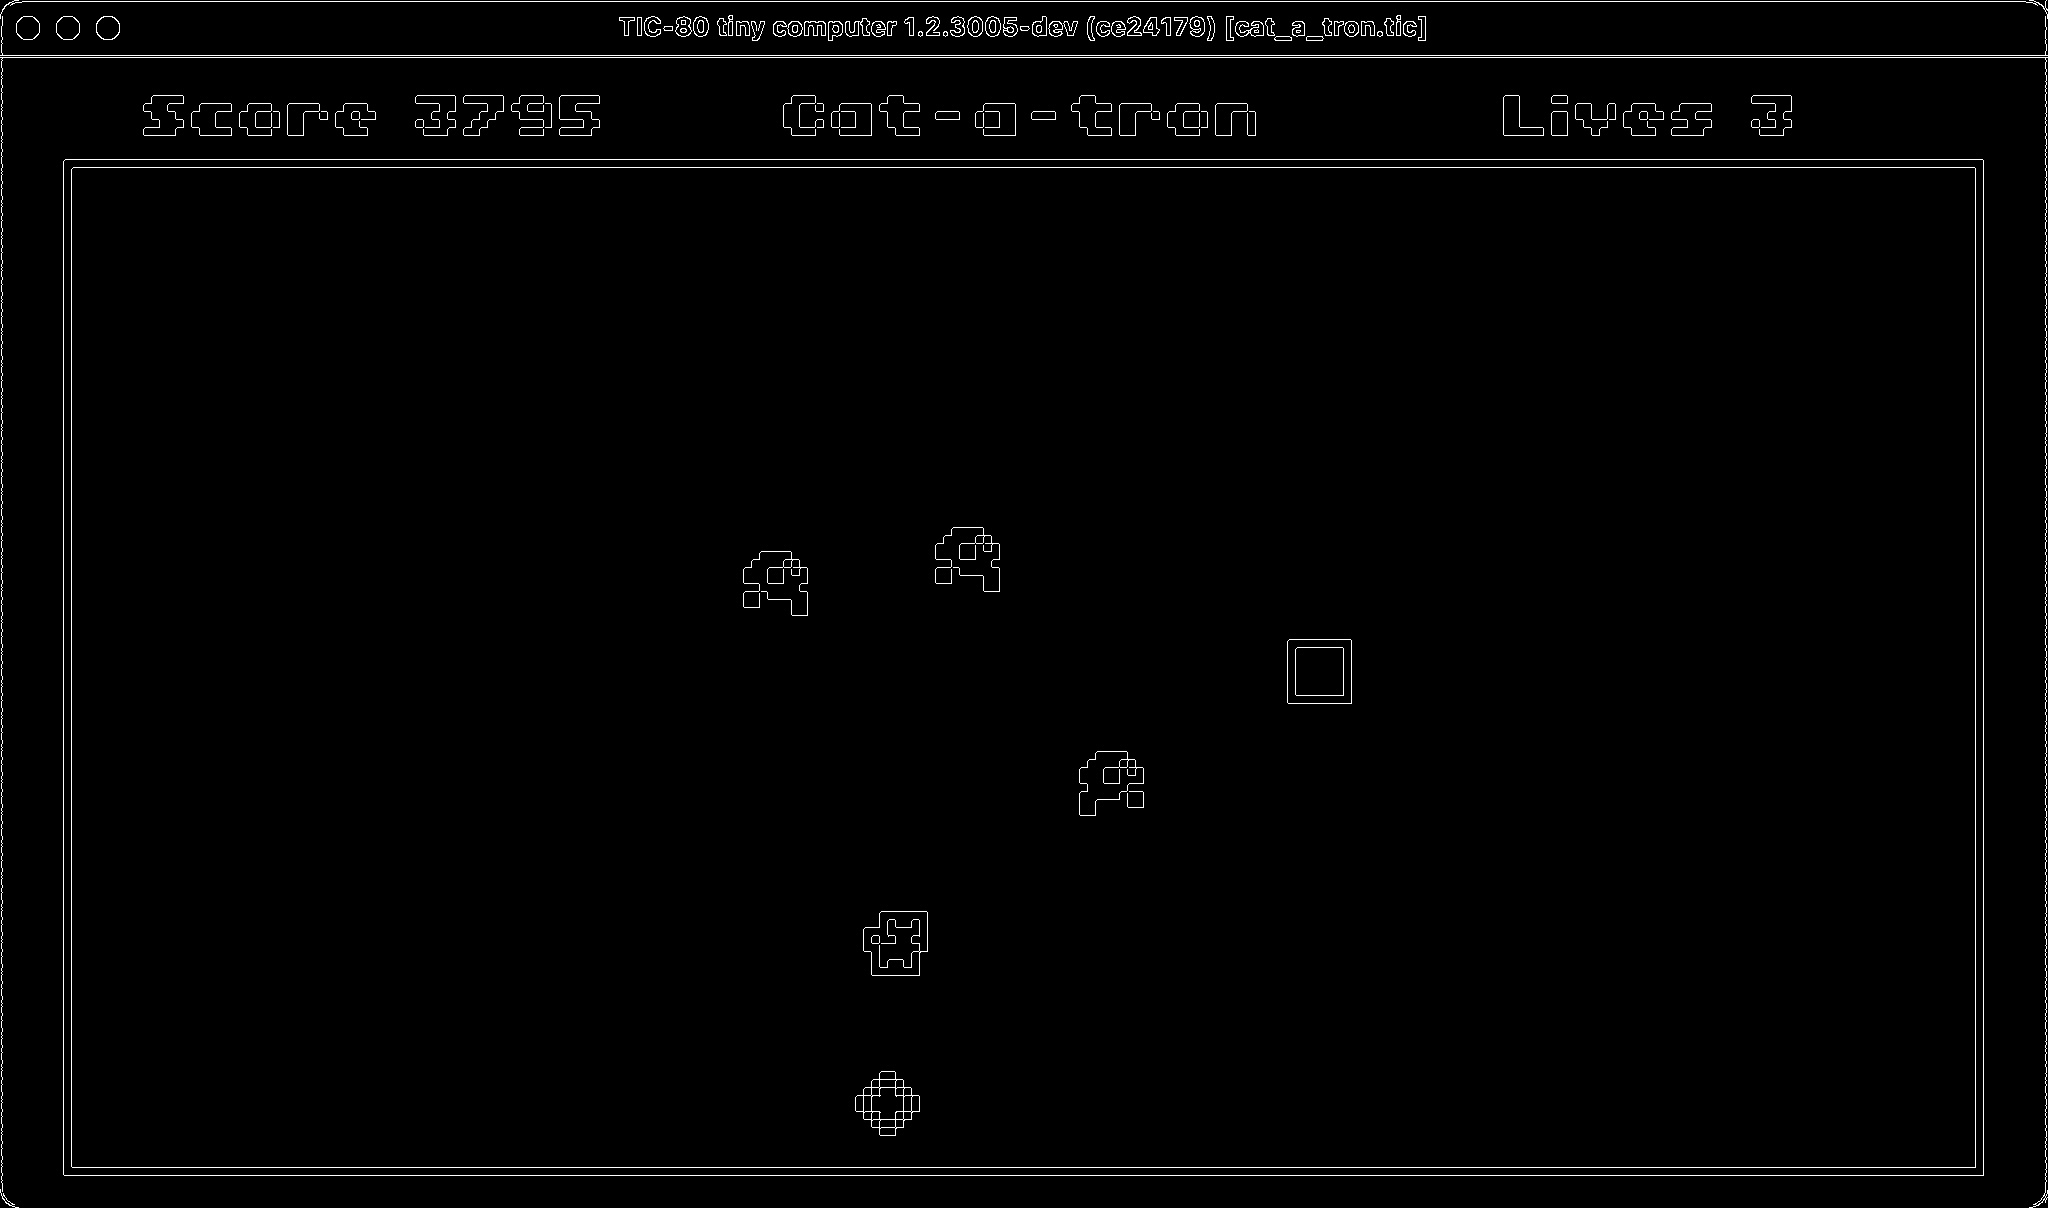 TIC-80 tiny computer 1.2.3005-dev (ce24179) [cat_a_tron.tic]
Score 3795 Cat-a-tron Lives 3